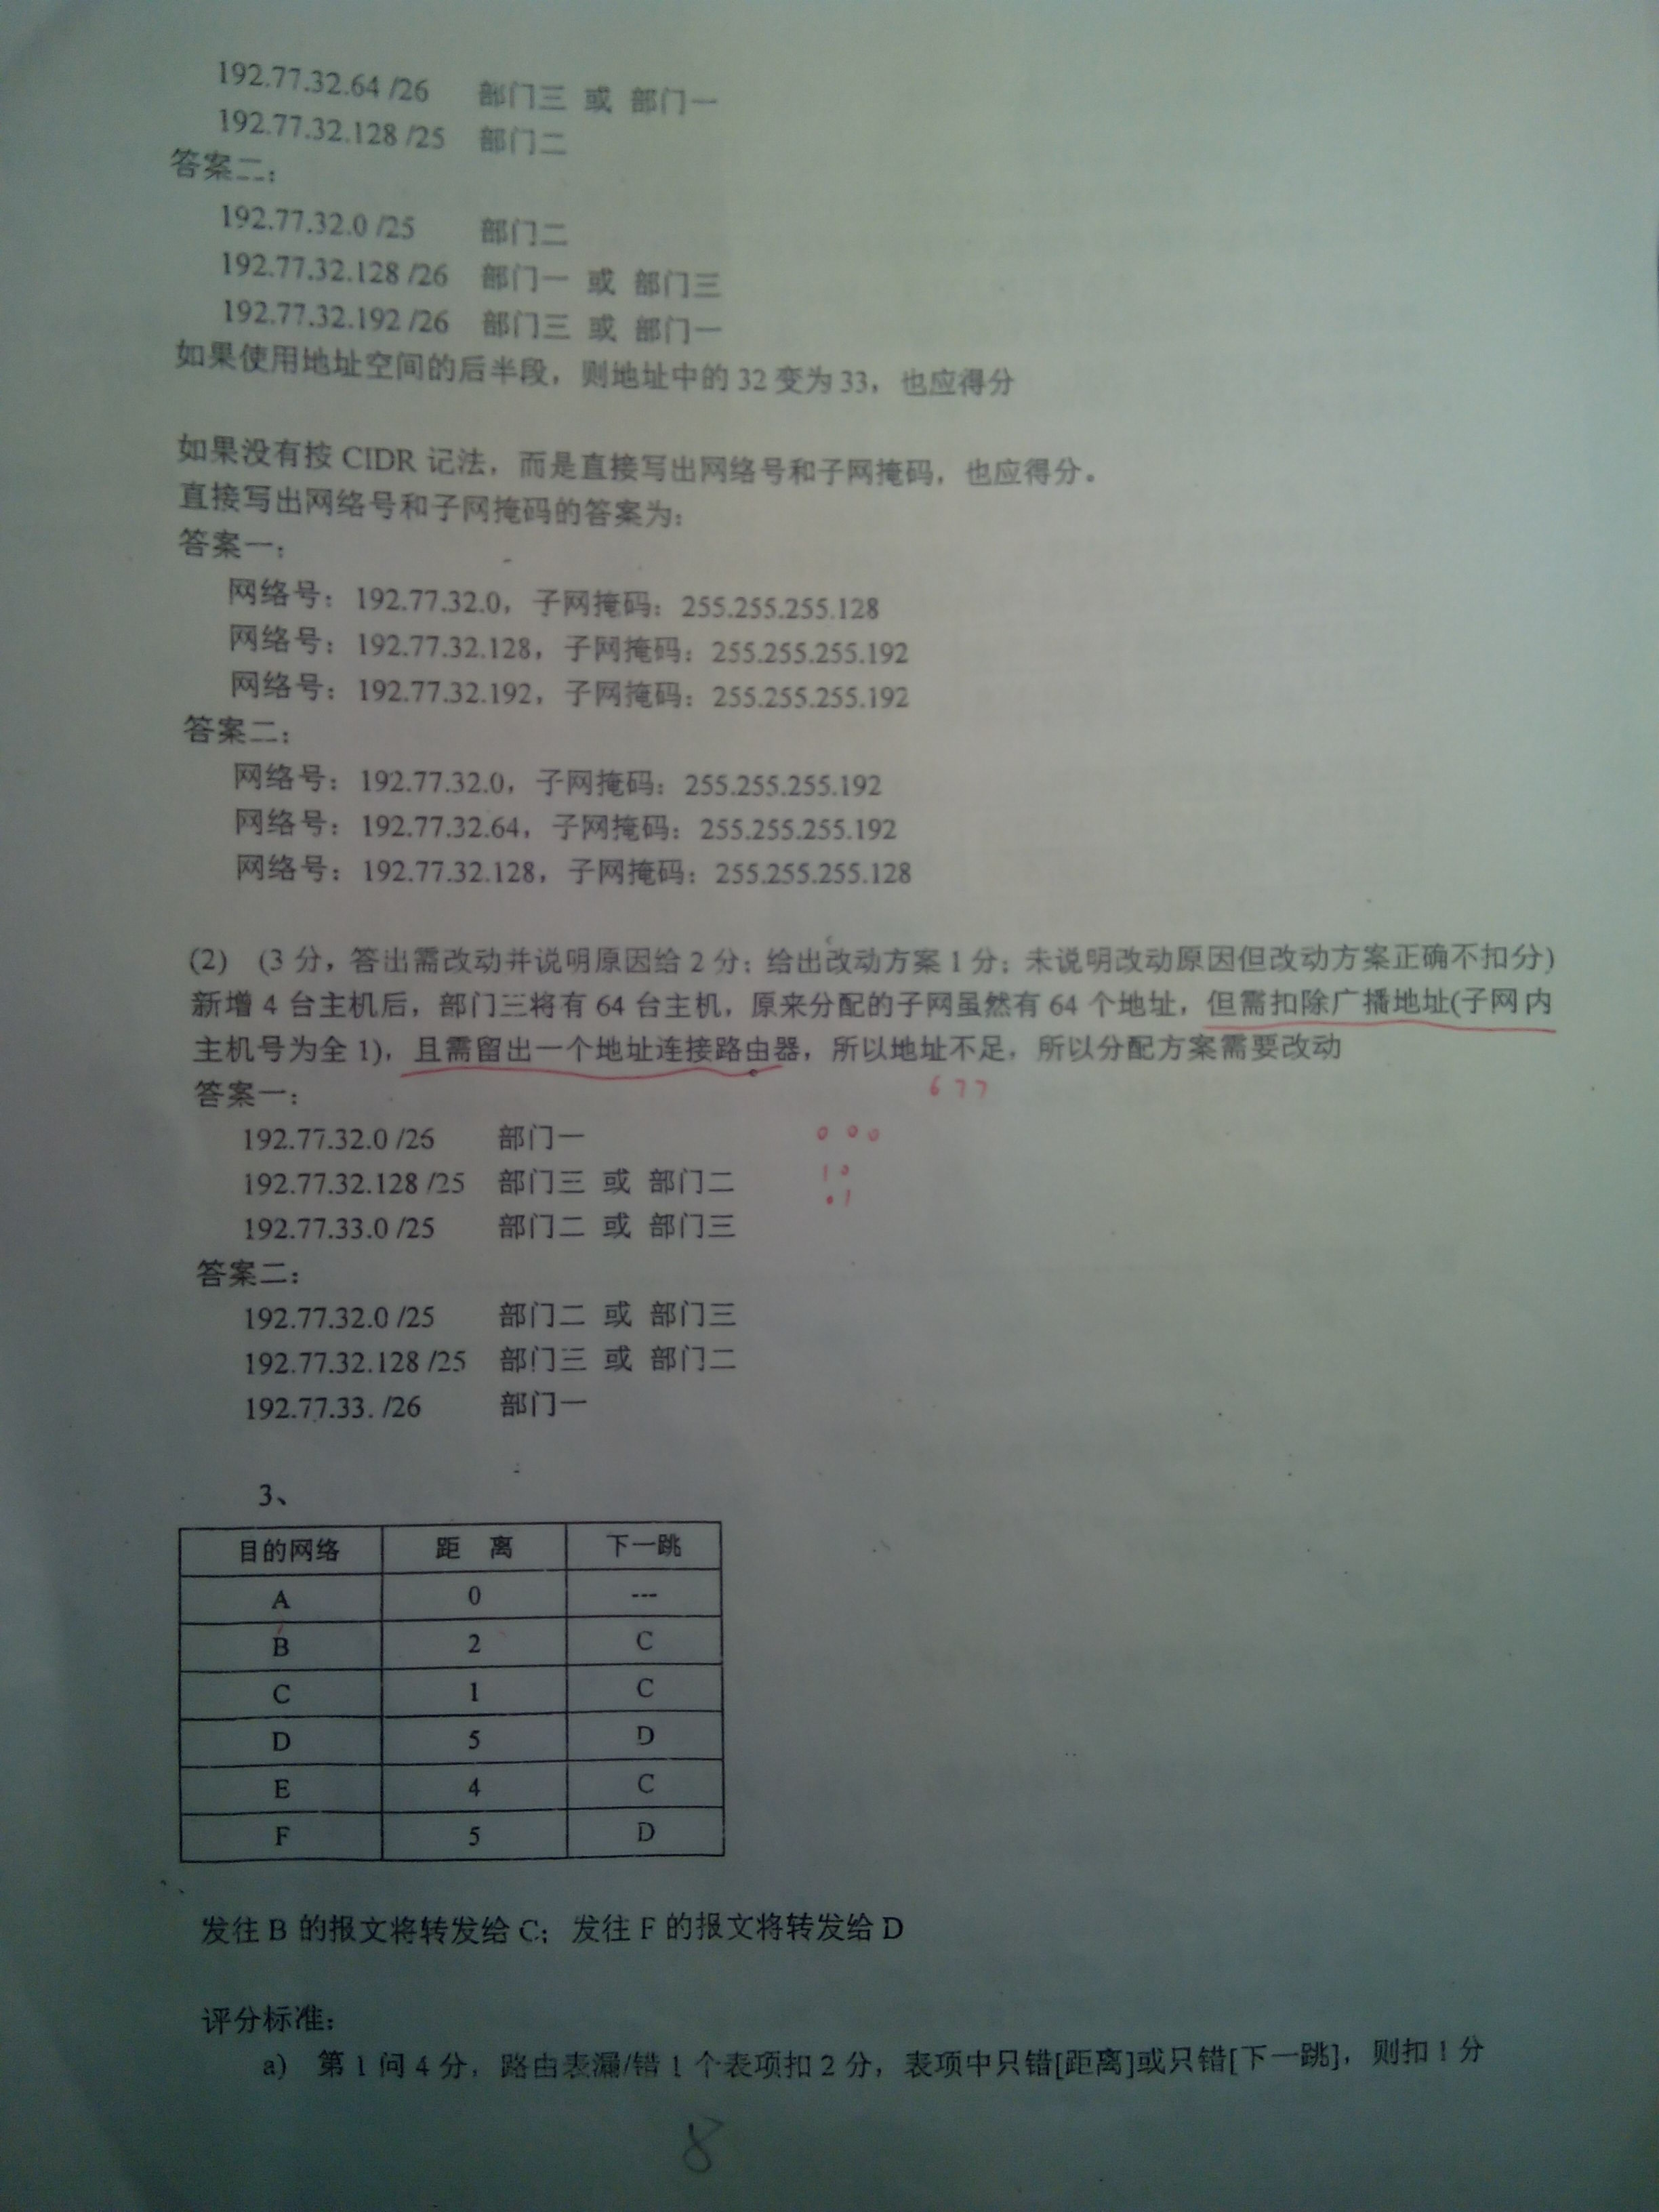 192.77.32.64 /26 部门三 或 部门一
192.77.32.128 /25 部门二
答案二:
192.77.32.0 /25 部门二
192.77.32.128 /26 部门一 或 部门三
192.77.32.192 /26 部门三 或 部门一
如果使用地址空间的后半段，则地址中的 32 变为 33，也应得分
如果没有按 CIDR 记法，而是直接写出网络号和子网掩码，也应得分。
直接写出网络号和子网掩码的答案为:
答案一:
网络号: 192.77.32.0，子网掩码: 255.255.255.128
网络号: 192.77.32.128，子网掩码: 255.255.255.192
网络号: 192.77.32.192，子网掩码: 255.255.255.192
答案二:
网络号: 192.77.32.0，子网掩码: 255.255.255.192
网络号: 192.77.32.64，子网掩码: 255.255.255.192
网络号: 192.77.32.128，子网掩码: 255.255.255.128
(2) (3 分，答出需改动并说明原因给 2 分; 给出改动方案 1 分; 未说明改动原因但改动方案正确不扣分)
新增 4 台主机后，部门三将有 64 台主机，原来分配的子网虽然有 64 个地址，但需扣除广播地址(子网内
主机号为全 1)，且需留出一个地址连接路由器，所以地址不足，所以分配方案需要改动
677
答案一:
192.77.32.0 /26 部门一
000
192.77.32.128 /25 部门三 或 部门二
10
192.77.33.0 /25 部门二 或 部门三
答案二:
192.77.32.0 /25 部门二 或 部门三
192.77.32.128 /25 部门三 或 部门二
192.77.33. /26 部门一
3、
目的网络 距 离 下一跳
A 0 ---
B 2 C
C 1 C
D 5 D
E 4 C
F 5 D
发往 B 的报文将转发给 C; 发往 F 的报文将转发给 D
评分标准:
a) 第 1 问 4 分，路由表漏/错 1 个表项扣 2 分，表项中只错[距离]或只错[下一跳]，则扣 1 分
8